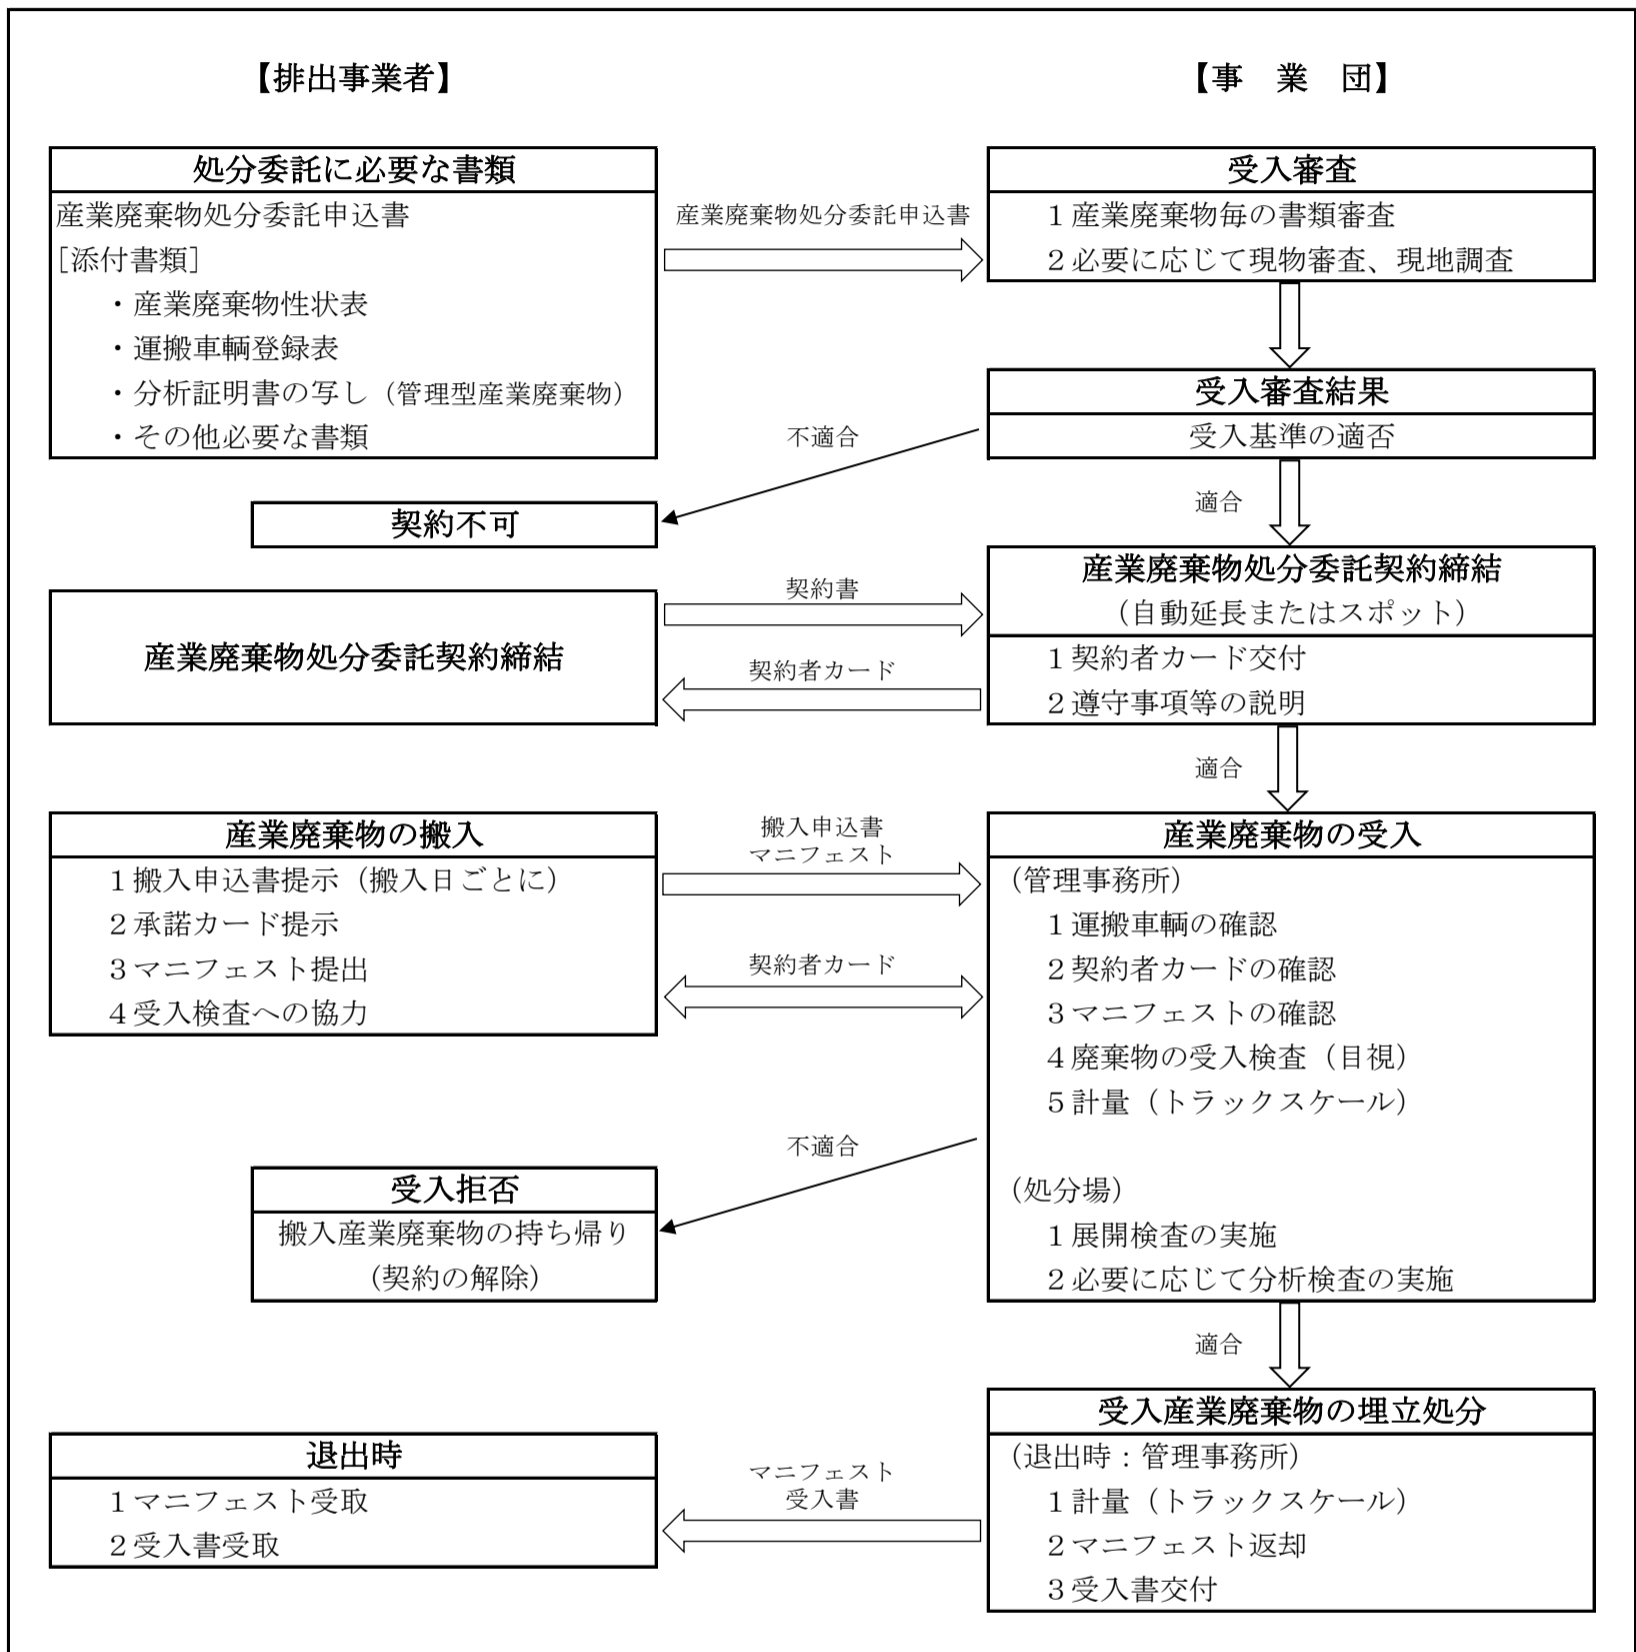 【排出事業者】
【事　業　団】
処分委託に必要な書類
産業廃棄物処分委託申込書
[添付書類]
・産業廃棄物性状表
・運搬車輌登録表
・分析証明書の写し（管理型産業廃棄物）
・その他必要な書類
産業廃棄物処分委託申込書
受入審査
１産業廃棄物毎の書類審査
２必要に応じて現物審査、現地調査
受入審査結果
受入基準の適否
不適合
契約不可
適合
産業廃棄物処分委託契約締結
契約書
契約者カード
産業廃棄物処分委託契約締結
（自動延長またはスポット）
１契約者カード交付
２遵守事項等の説明
適合
産業廃棄物の搬入
１搬入申込書提示（搬入日ごとに）
２承諾カード提示
３マニフェスト提出
４受入検査への協力
搬入申込書
マニフェスト
契約者カード
産業廃棄物の受入
（管理事務所）
１運搬車輌の確認
２契約者カードの確認
３マニフェストの確認
４廃棄物の受入検査（目視）
５計量（トラックスケール）
（処分場）
１展開検査の実施
２必要に応じて分析検査の実施
不適合
受入拒否
搬入産業廃棄物の持ち帰り
（契約の解除）
適合
受入産業廃棄物の埋立処分
（退出時：管理事務所）
１計量（トラックスケール）
２マニフェスト返却
３受入書交付
マニフェスト
受入書
退出時
１マニフェスト受取
２受入書受取